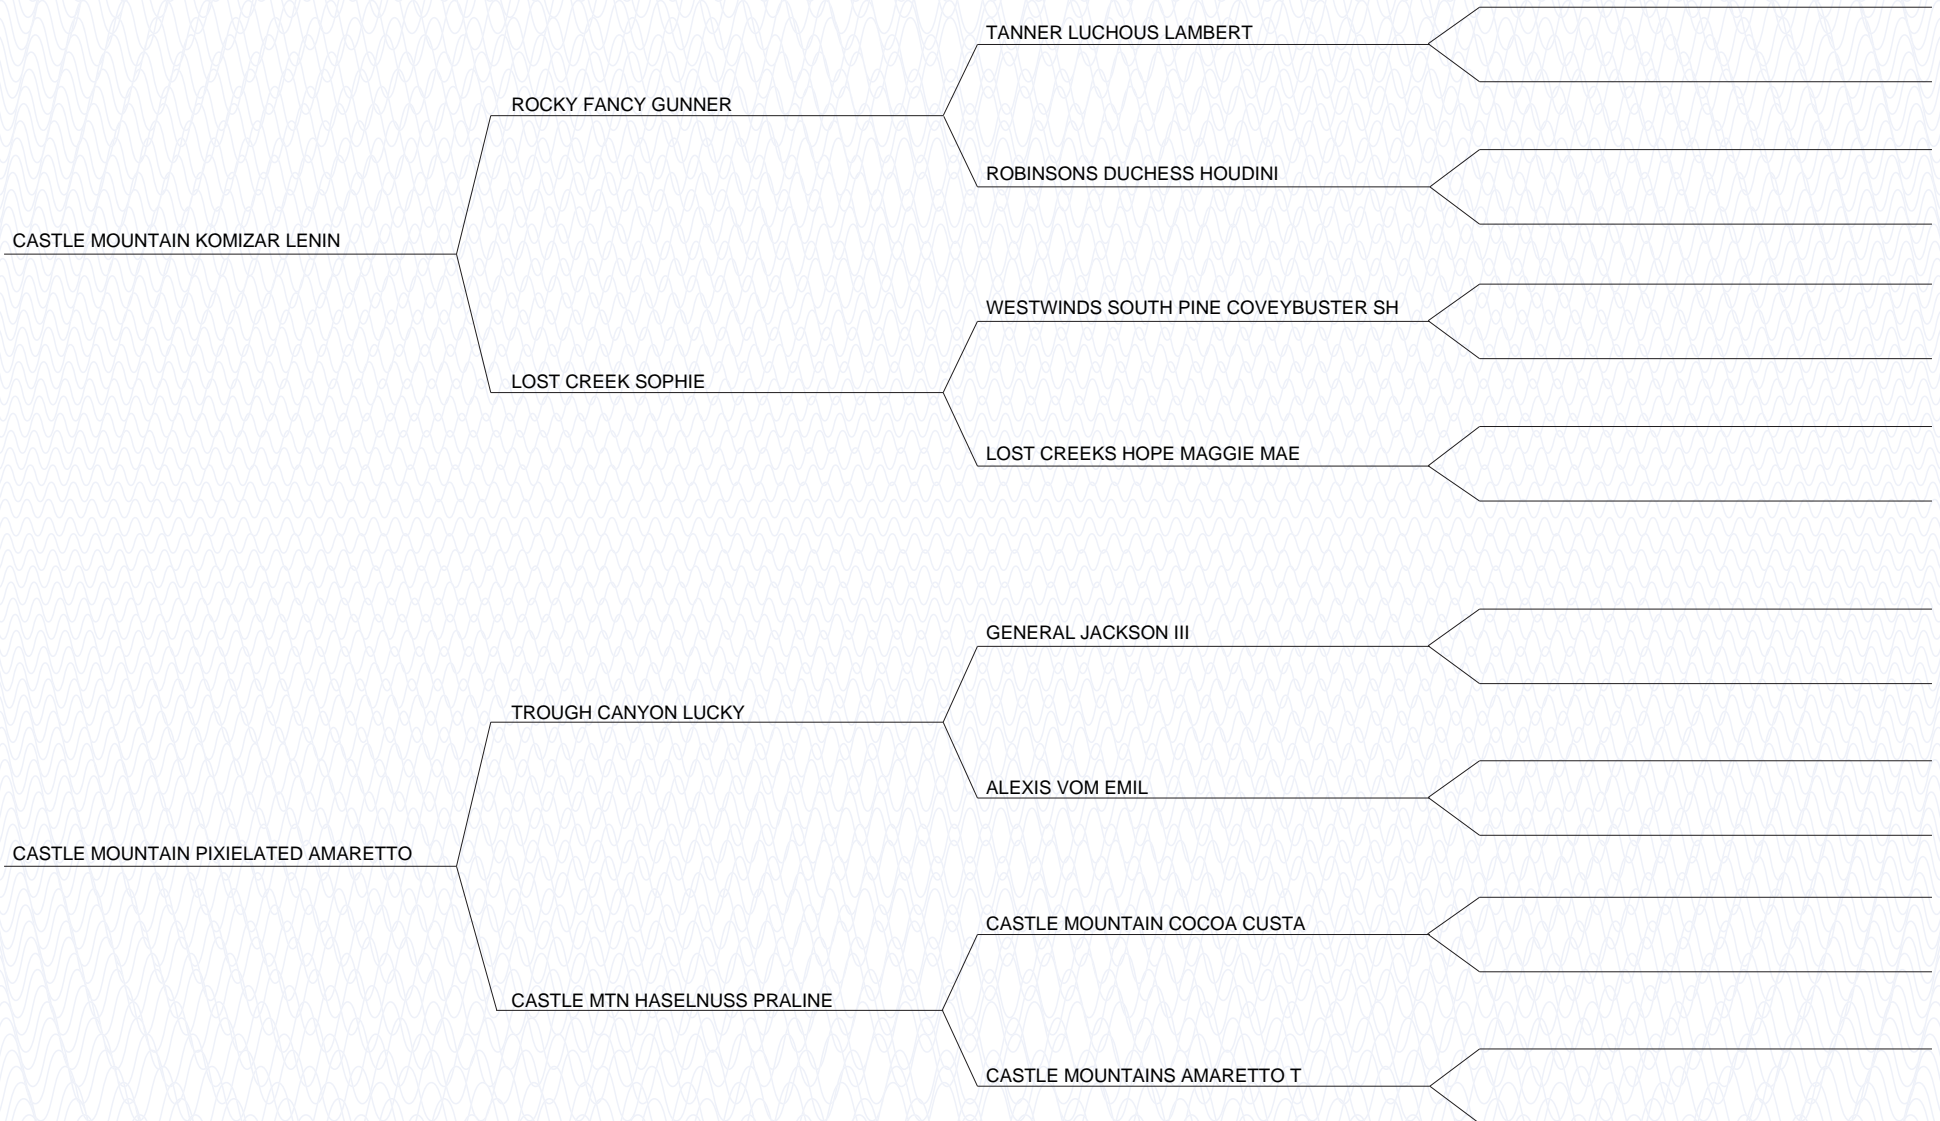 TANNER LUCHOUS LAMBERT
ROCKY FANCY GUNNER
ROBINSONS DUCHESS HOUDINI
CASTLE MOUNTAIN KOMIZAR LENIN
WESTWINDS SOUTH PINE COVEYBUSTER SH
LOST CREEK SOPHIE
LOST CREEKS HOPE MAGGIE MAE
GENERAL JACKSON III
TROUGH CANYON LUCKY
ALEXIS VOM EMIL
CASTLE MOUNTAIN PIXIELATED AMARETTO
CASTLE MOUNTAIN COCOA CUSTA
CASTLE MTN HASELNUSS PRALINE
CASTLE MOUNTAINS AMARETTO T